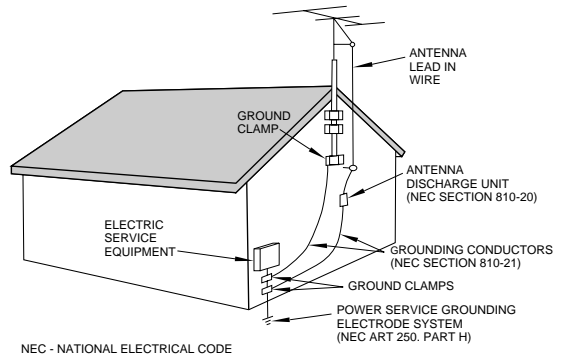 ANTENNA
LEAD IN
WIRE
GROUND
CLAMP
ANTENNA
DISCHARGE UNIT
(NEC SECTION 810-20)
ELECTRIC
SERVICE
EQUIPMENT
GROUNDING CONDUCTORS
(NEC SECTION 810-21)
GROUND CLAMPS
POWER SERVICE GROUNDING
ELECTRODE SYSTEM
(NEC ART 250. PART H)
NEC - NATIONAL ELECTRICAL CODE